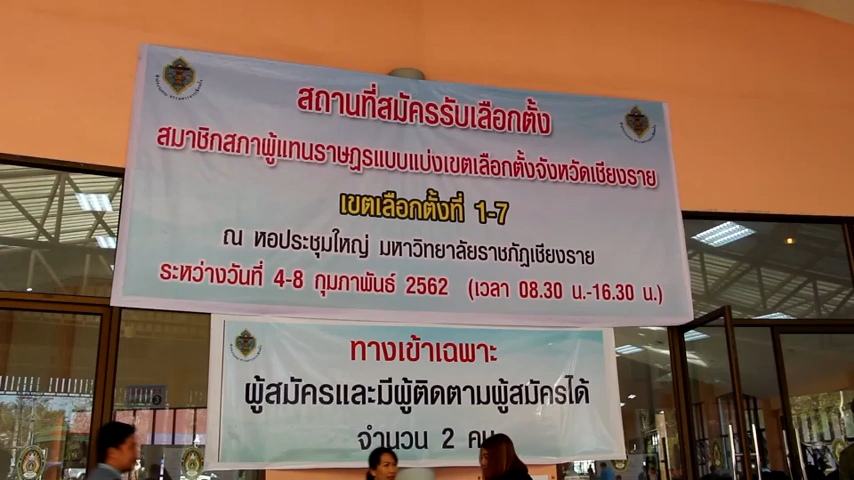 สถานที่สมัครรับเลือกตั้ง
สมาชิกสภาผู้แทนราษฎรแบบแบ่งเขตเลือกตั้งจังหวัดเชียงราย
เขตเลือกตั้งที่ 1-7
ณ หอประชุมใหญ่ มหาวิทยาลัยราชภัฏเชียงราย
ระหว่างวันที่ 4-8 กุมภาพันธ์ 2562 (เวลา 08.30 น.-16.30 น.)
ทางเข้าเฉพาะ
ผู้สมัครและมีผู้ติดตามผู้สมัครได้
จำนวน 2 คน